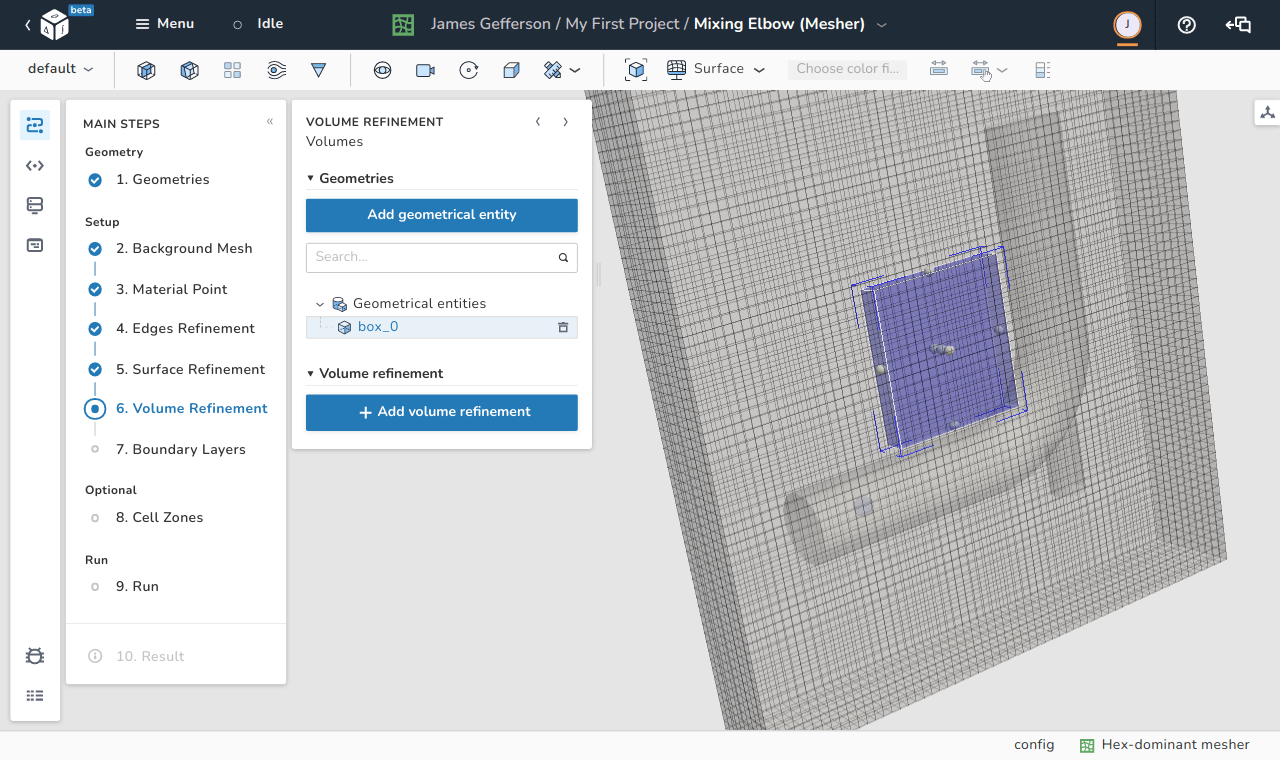 beta
Menu
Idle
James Gefferson / My First Project / Mixing Elbow (Mesher)
J
default
Surface
Choose color fi...
MAIN STEPS
Geometry
1. Geometries
Setup
2. Background Mesh
3. Material Point
4. Edges Refinement
5. Surface Refinement
6. Volume Refinement
7. Boundary Layers
Optional
8. Cell Zones
Run
9. Run
10. Result
VOLUME REFINEMENT
Volumes
Geometries
Add geometrical entity
Search...
Geometrical entities
box_0
Volume refinement
Add volume refinement
config
Hex-dominant mesher